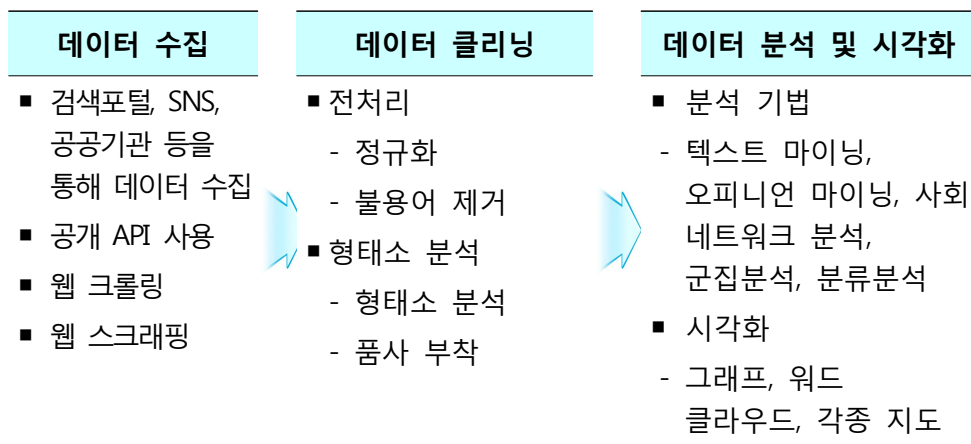 데이터 수집
■ 검색포털, SNS,
공공기관 등을
통해 데이터 수집
■ 공개 API 사용
■ 웹 크롤링
■ 웹 스크래핑
데이터 클리닝
■ 전처리
- 정규화
- 불용어 제거
■ 형태소 분석
- 형태소 분석
- 품사 부착
데이터 분석 및 시각화
■ 분석 기법
- 텍스트 마이닝,
오피니언 마이닝, 사회
네트워크 분석,
군집분석, 분류분석
■ 시각화
- 그래프, 워드
클라우드, 각종 지도